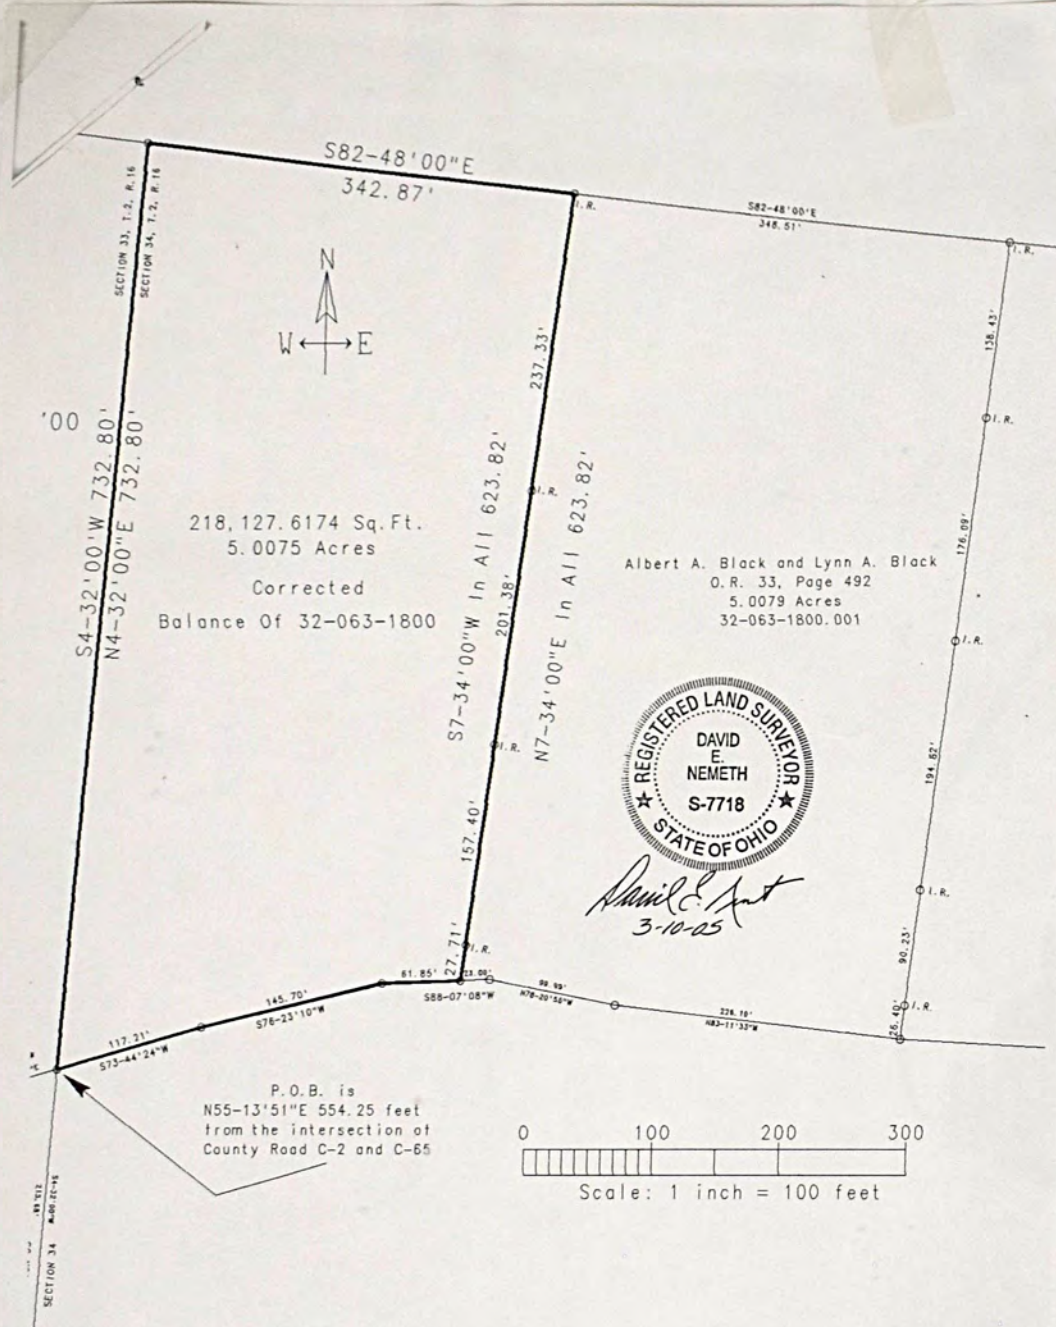 S82-48'00"E
342.87'
I.R.
S82-48'00"E
348.51'
I.R.
SECTION 33, T.2, R.16
SECTION 34, T.2, R.16
N
W E
'00
S4-32'00"W 732.80'
N4-32'00"E 732.80'
218,127.6174 Sq.Ft.
5.0075 Acres
Corrected
Balance Of 32-063-1800
237.33'
I.R.
201.38'
I.R.
157.40'
I.R.
27.71'
S7-34'00"W In All 623.82'
N7-34'00"E In All 623.82'
138.43'
I.R.
176.09'
I.R.
194.62'
I.R.
90.23'
I.R.
26.40'
Albert A. Black and Lynn A. Black
O.R. 33, Page 492
5.0079 Acres
32-063-1800.001
REGISTERED LAND SURVEYOR
DAVID
E.
NEMETH
S-7718
STATE OF OHIO
3-10-05
61.85'
S88-07'08"W
23.00'
145.70'
S76-23'10"W
117.21'
S73-44'24"W
P.O.B. is
N55-13'51"E 554.25 feet
from the intersection of
County Road C-2 and C-65
0 100 200 300
Scale: 1 inch = 100 feet
SECTION 34